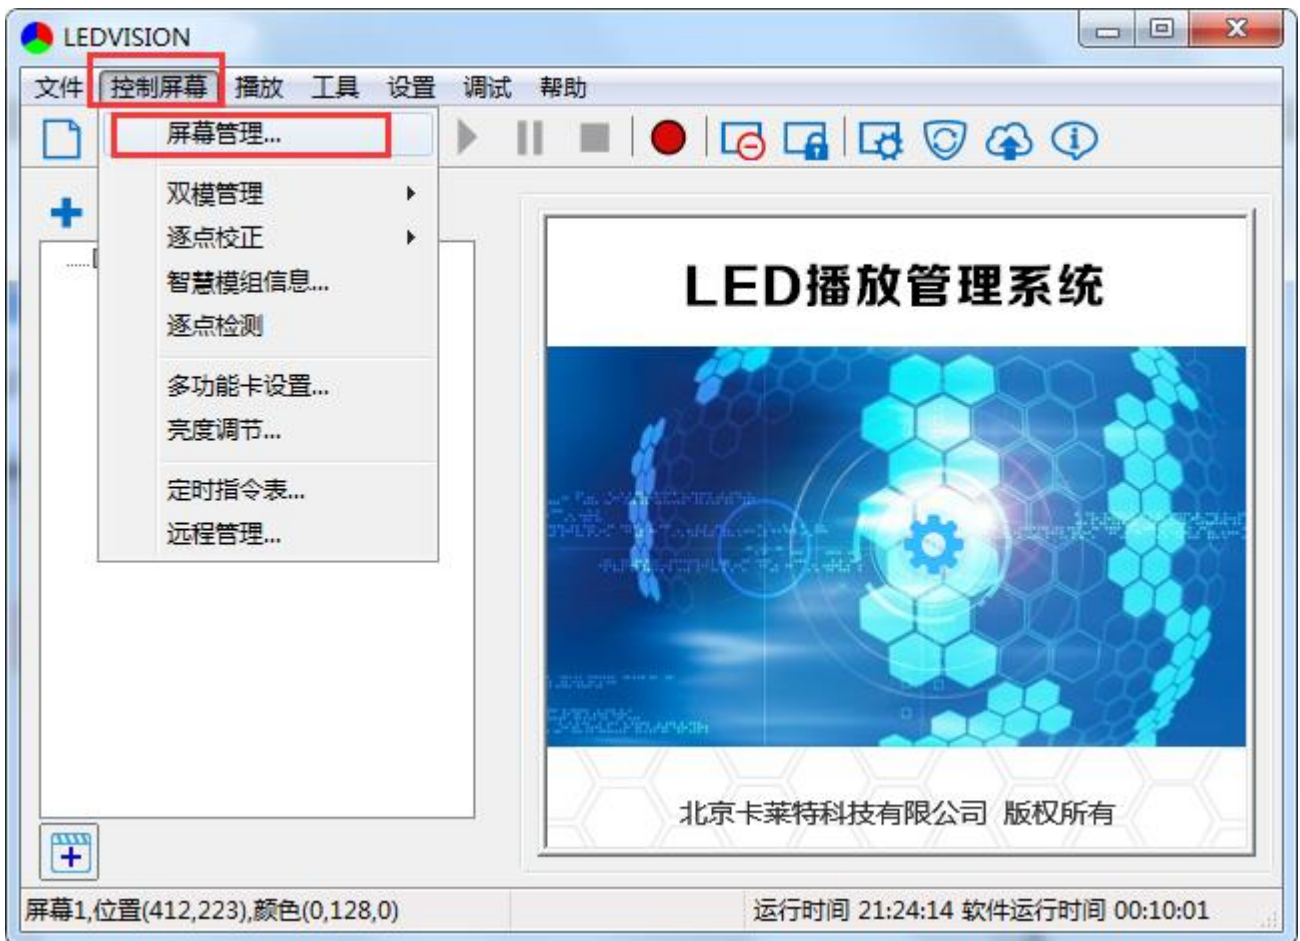 LEDVISION
文件 控制屏幕 播放 工具 设置 调试 帮助
屏幕管理...
双模管理
逐点校正
智慧模组信息...
逐点检测
多功能卡设置...
亮度调节...
定时指令表...
远程管理...
LED播放管理系统
北京卡莱特科技有限公司 版权所有
屏幕1,位置(412,223),颜色(0,128,0)
运行时间 21:24:14 软件运行时间 00:10:01